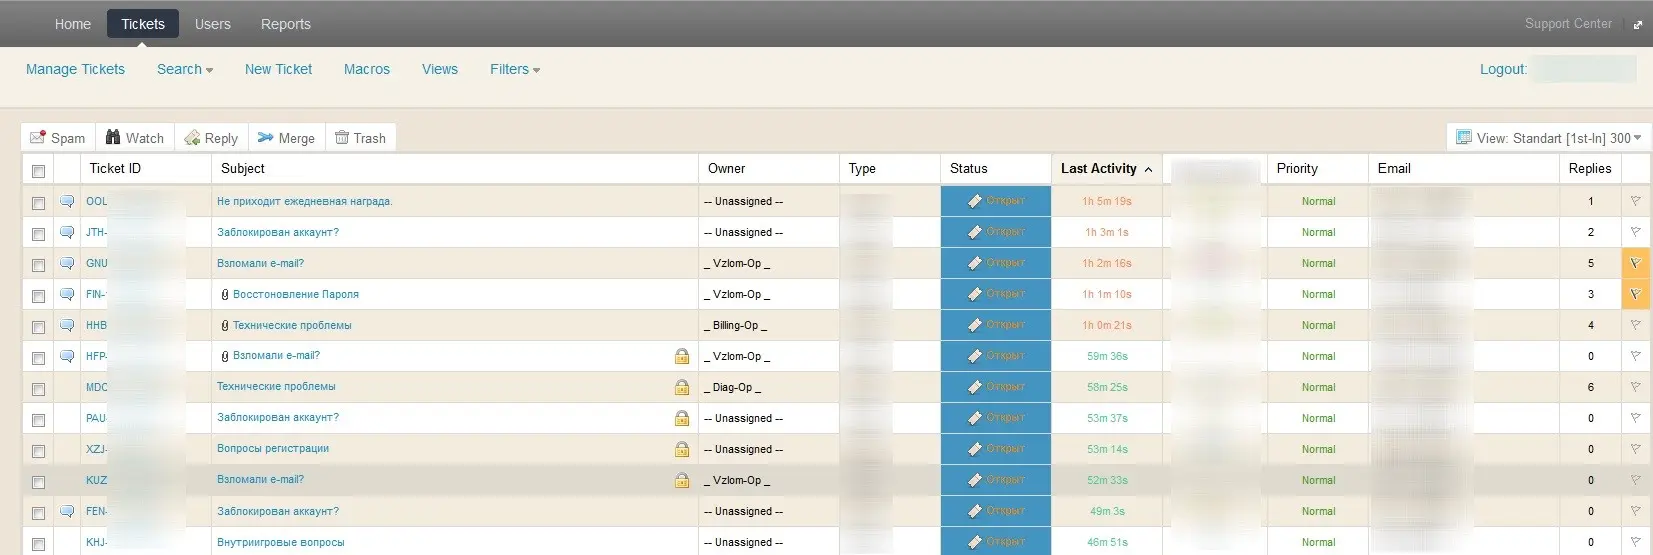 Home Tickets Users Reports Support Center
Manage Tickets Search New Ticket Macros Views Filters Logout:
Spam Watch Reply Merge Trash View: Standart [1st-In] 300
Ticket ID Subject Owner Type Status Last Activity Priority Email Replies
OOL Не приходит ежедневная награда. -- Unassigned -- Открыт 1h 5m 19s Normal 1
JTH- Заблокирован аккаунт? -- Unassigned -- Открыт 1h 3m 1s Normal 2
GNU Взломали e-mail? _ Vzlom-Op _ Открыт 1h 2m 16s Normal 5
FIN- Восстоновление Пароля _ Vzlom-Op _ Открыт 1h 1m 10s Normal 3
HHB Технические проблемы _ Billing-Op _ Открыт 1h 0m 21s Normal 4
HFP- Взломали e-mail? _ Vzlom-Op _ Открыт 59m 36s Normal 0
MDC Технические проблемы _ Diag-Op _ Открыт 58m 25s Normal 6
PAU- Заблокирован аккаунт? -- Unassigned -- Открыт 53m 37s Normal 0
XZJ- Вопросы регистрации -- Unassigned -- Открыт 53m 14s Normal 0
KUZ Взломали e-mail? _ Vzlom-Op _ Открыт 52m 33s Normal 0
FEN- Заблокирован аккаунт? -- Unassigned -- Открыт 49m 3s Normal 0
KHJ- Внутриигровые вопросы -- Unassigned -- Открыт 46m 51s Normal 0